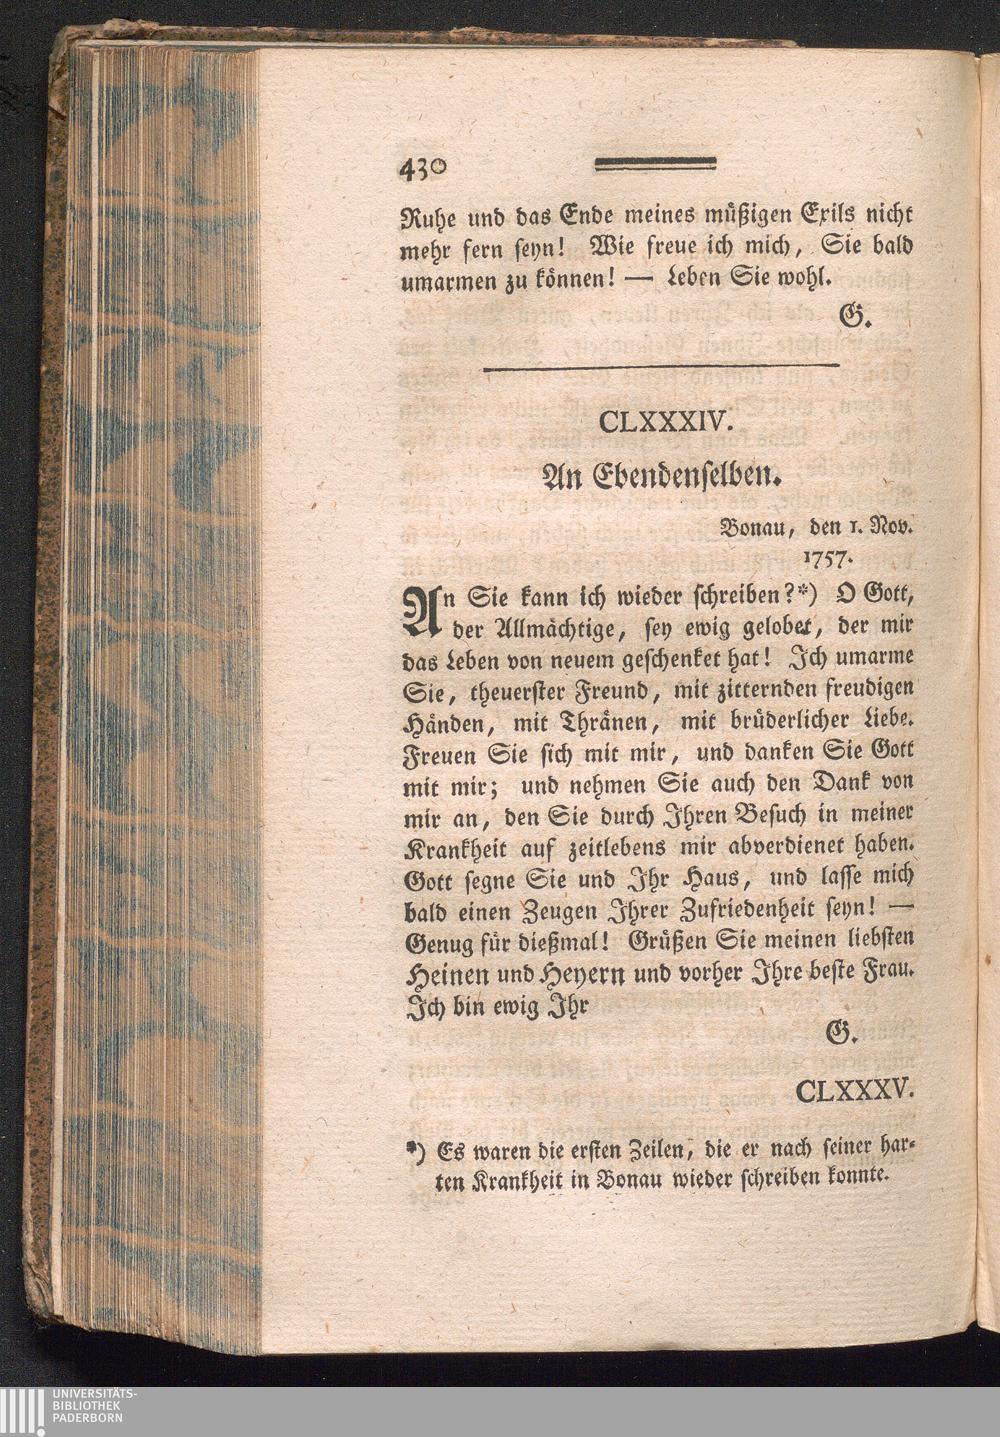 430
Ruhe und das Ende meines müßigen Exils nicht
mehr fern seyn! Wie freue ich mich, Sie bald
umarmen zu können! — Leben Sie wohl.
G.
CLXXXIV.
An Ebendenselben.
Bonau, den 1. Nov.
1757.
An Sie kann ich wieder schreiben?*) O Gott,
der Allmächtige, sey ewig gelobet, der mir
das Leben von neuem geschenket hat! Ich umarme
Sie, theuerster Freund, mit zitternden freudigen
Händen, mit Thränen, mit brüderlicher Liebe.
Freuen Sie sich mit mir, und danken Sie Gott
mit mir; und nehmen Sie auch den Dank von
mir an, den Sie durch Ihren Besuch in meiner
Krankheit auf zeitlebens mir abverdienet haben.
Gott segne Sie und Ihr Haus, und lasse mich
bald einen Zeugen Ihrer Zufriedenheit seyn! —
Genug für dießmal! Grüßen Sie meinen liebsten
Heinen und Heyern und vorher Ihre beste Frau.
Ich bin ewig Ihr
G.
CLXXXV.
*) Es waren die ersten Zeilen, die er nach seiner har-
ten Krankheit in Bonau wieder schreiben konnte.
UNIVERSITÄTS-
BIBLIOTHEK
PADERBORN